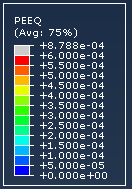 PEEQ
(Avg: 75%)
+8.788e-04
+6.000e-04
+5.500e-04
+5.000e-04
+4.500e-04
+4.000e-04
+3.500e-04
+3.000e-04
+2.500e-04
+2.000e-04
+1.500e-04
+1.000e-04
+5.000e-05
+0.000e+00